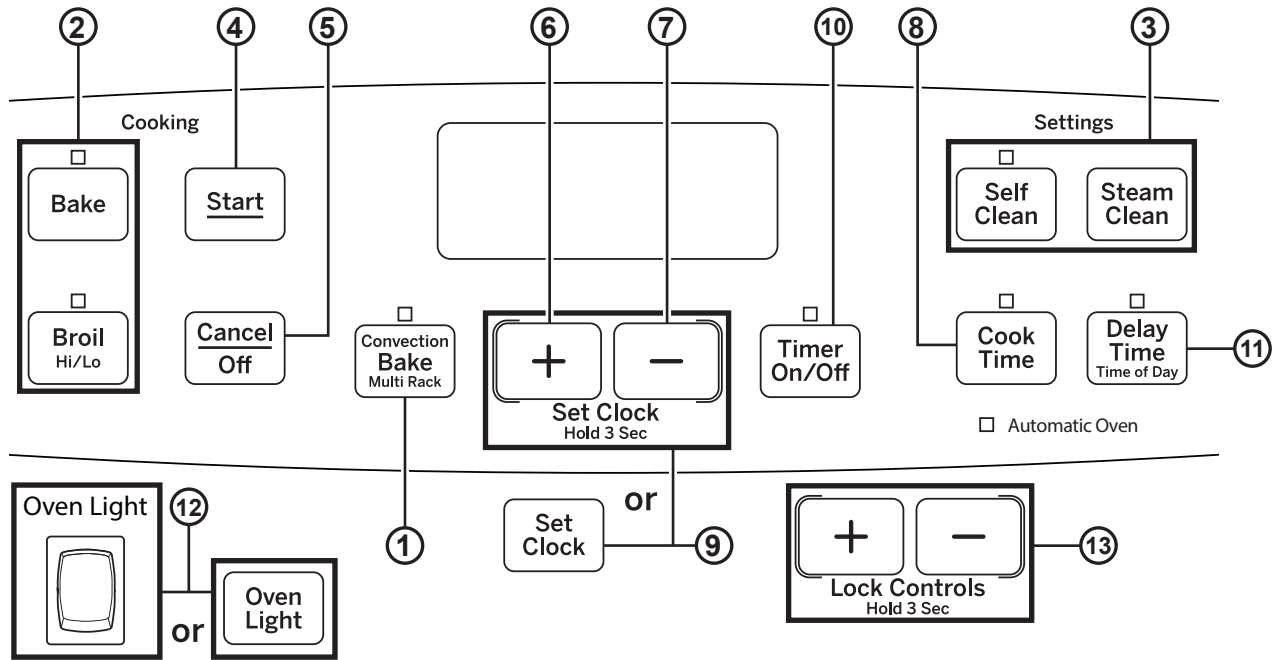 2
4
5
6
7
10
8
3
Cooking
Settings
Bake
Start
Self
Clean
Steam
Clean
Broil
Hi/Lo
Cancel
Off
Convection
Bake
Multi Rack
+
−
Set Clock
Hold 3 Sec
Timer
On/Off
Cook
Time
Delay
Time
Time of Day
11
Automatic Oven
Oven Light
12
or
Oven
Light
1
Set
Clock
or
9
+
−
Lock Controls
Hold 3 Sec
13